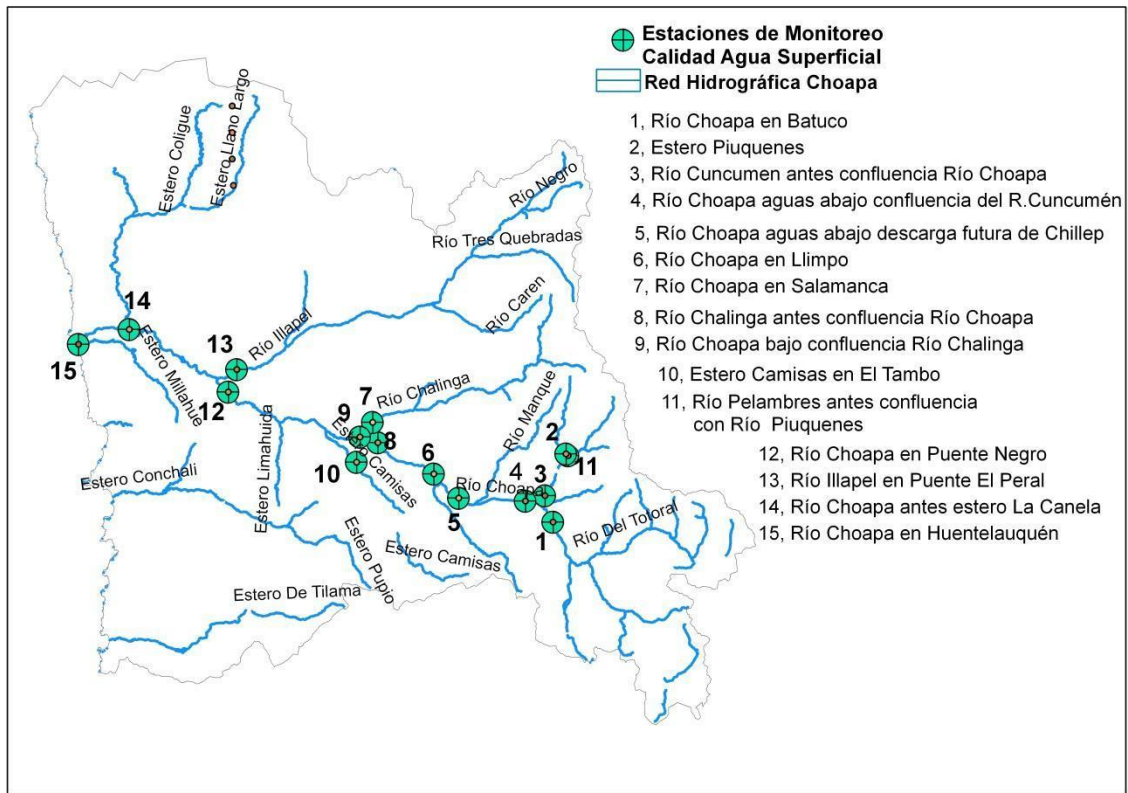 Estaciones de Monitoreo
Calidad Agua Superficial
Red Hidrográfica Choapa
1, Río Choapa en Batuco
2, Estero Piuquenes
3, Río Cuncumen antes confluencia Río Choapa
4, Río Choapa aguas abajo confluencia del R.Cuncumén
5, Río Choapa aguas abajo descarga futura de Chillep
6, Río Choapa en Llimpo
7, Río Choapa en Salamanca
8, Río Chalinga antes confluencia Río Choapa
9, Río Choapa bajo confluencia Río Chalinga
10, Estero Camisas en El Tambo
11, Río Pelambres antes confluencia
con Río Piuquenes
12, Río Choapa en Puente Negro
13, Río Illapel en Puente El Peral
14, Río Choapa antes estero La Canela
15, Río Choapa en Huentelauquén
Estero Coligue
Estero Llano Largo
Río Negro
Río Tres Quebradas
Río Caren
14
Estero Millahue
13
Río Illapel
15
12
Río Chalinga
7
9
8
Río Manque
2
11
Estero Camisas
10
6
Estero Limahuida
Estero Conchali
Río Choapa
4
3
5
1
Río Del Totoral
Estero Pupio
Estero Camisas
Estero De Tilama